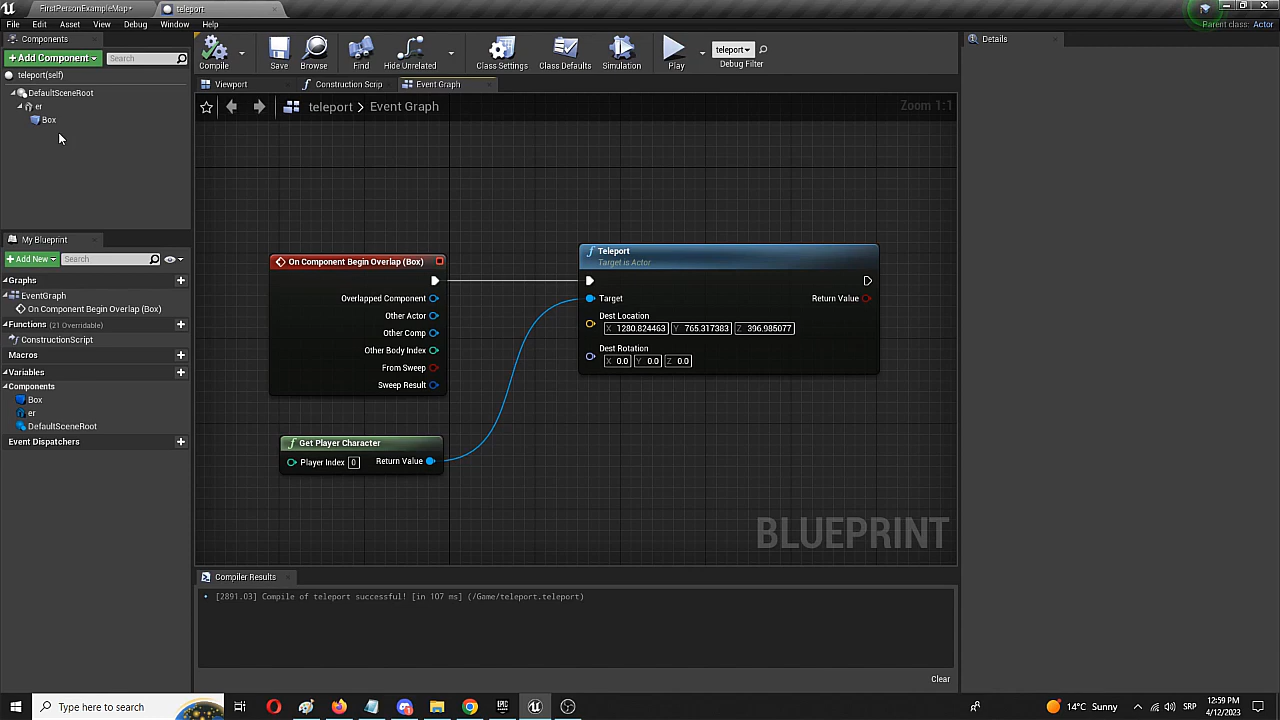 FirstPersonExampleMap*
teleport
File Edit Asset View Debug Window Help
Parent class: Actor
Components
+Add Component Search
teleport(self)
DefaultSceneRoot
er
Box
Compile Save Browse Find Hide Unrelated Class Settings Class Defaults Simulation Play
teleport
Debug Filter
Details
Viewport Construction Scrip Event Graph
teleport > Event Graph
Zoom 1:1
On Component Begin Overlap (Box)
Overlapped Component
Other Actor
Other Comp
Other Body Index
From Sweep
Sweep Result
Get Player Character
Player Index 0 Return Value
Teleport
Target is Actor
Target Return Value
Dest Location
X 1280.824463 Y 765.317383 Z 396.985077
Dest Rotation
X 0.0 Y 0.0 Z 0.0
BLUEPRINT
My Blueprint
+Add New Search
Graphs
EventGraph
On Component Begin Overlap (Box)
Functions (21 Overridable)
ConstructionScript
Macros
Variables
Components
Box
er
DefaultSceneRoot
Event Dispatchers
Compiler Results
[2891.03] Compile of teleport successful! [in 107 ms] (/Game/teleport.teleport)
Clear
Type here to search
14°C Sunny
SRP
12:59 PM
4/12/2023